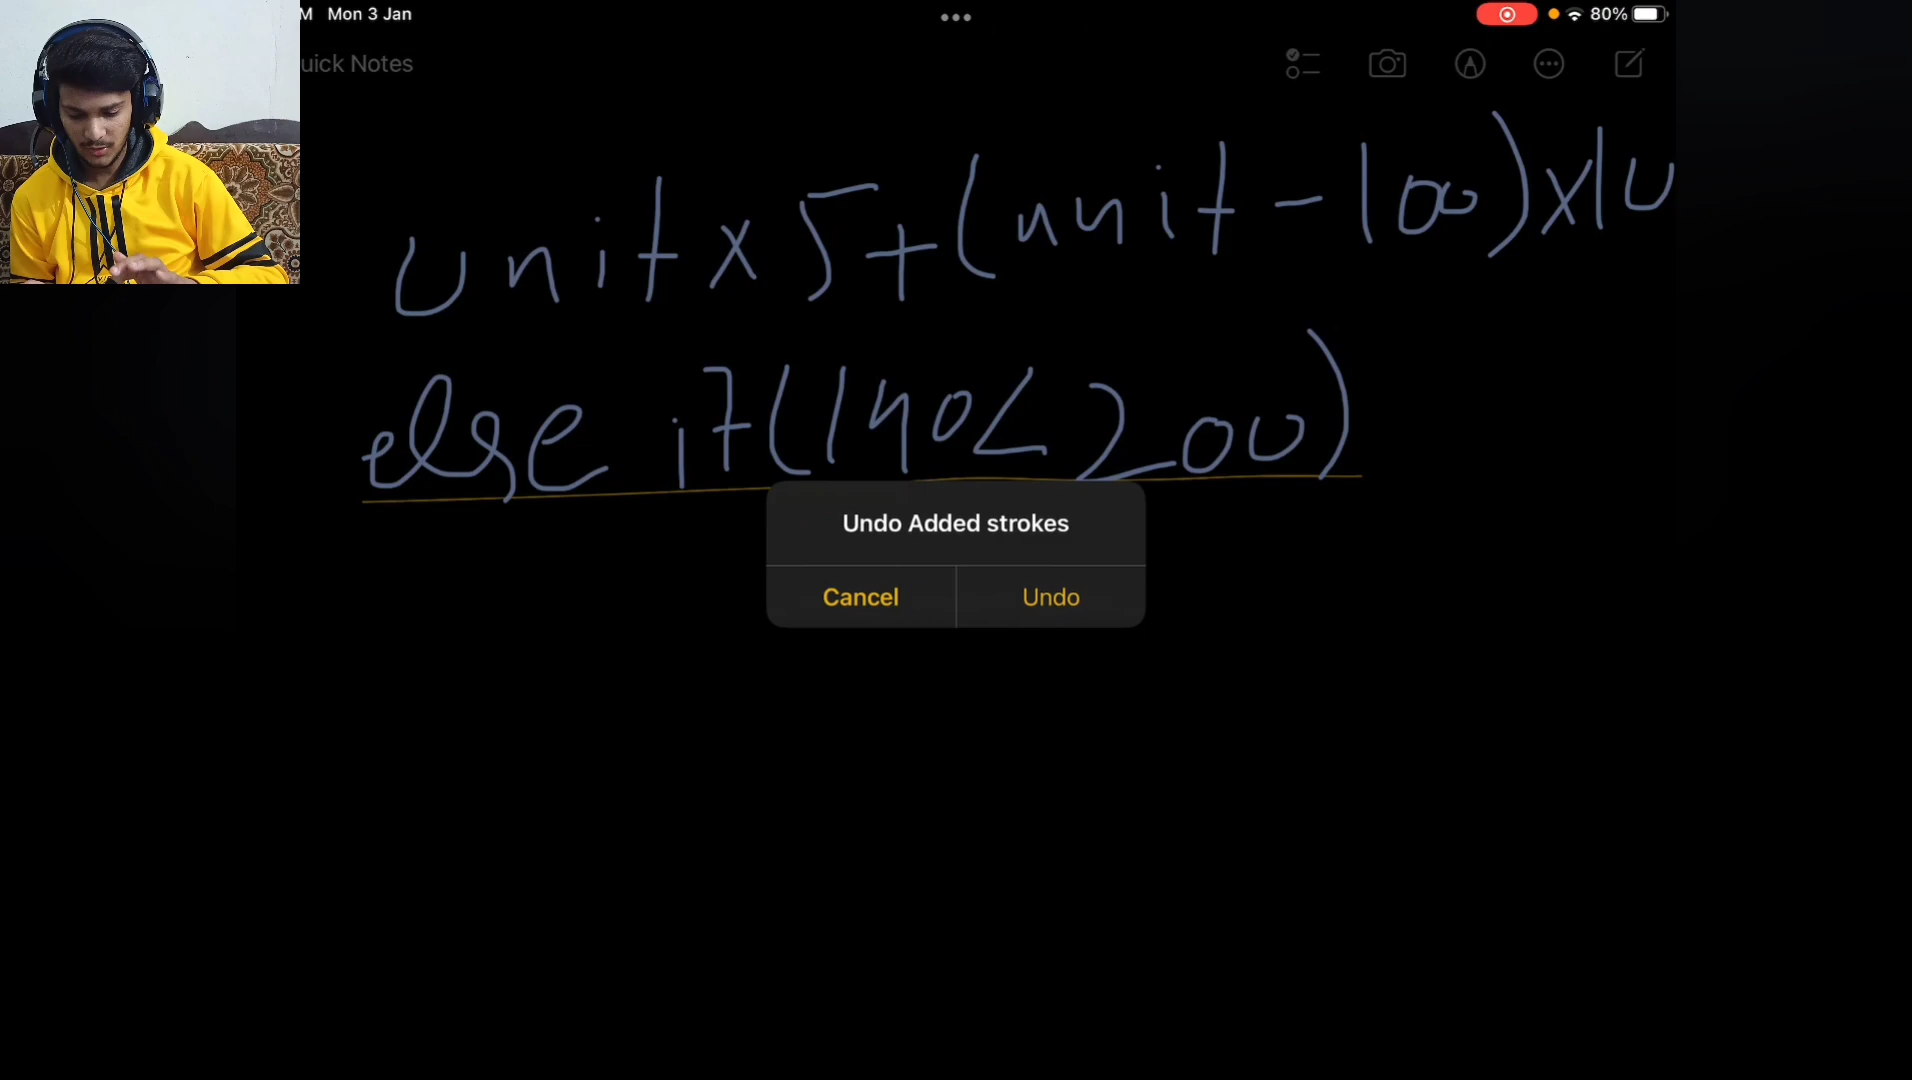 M Mon 3 Jan
80%
uick Notes
unit x 5 + (unit - 100) x 10
else if (140 < 200)
Undo Added strokes
Cancel Undo